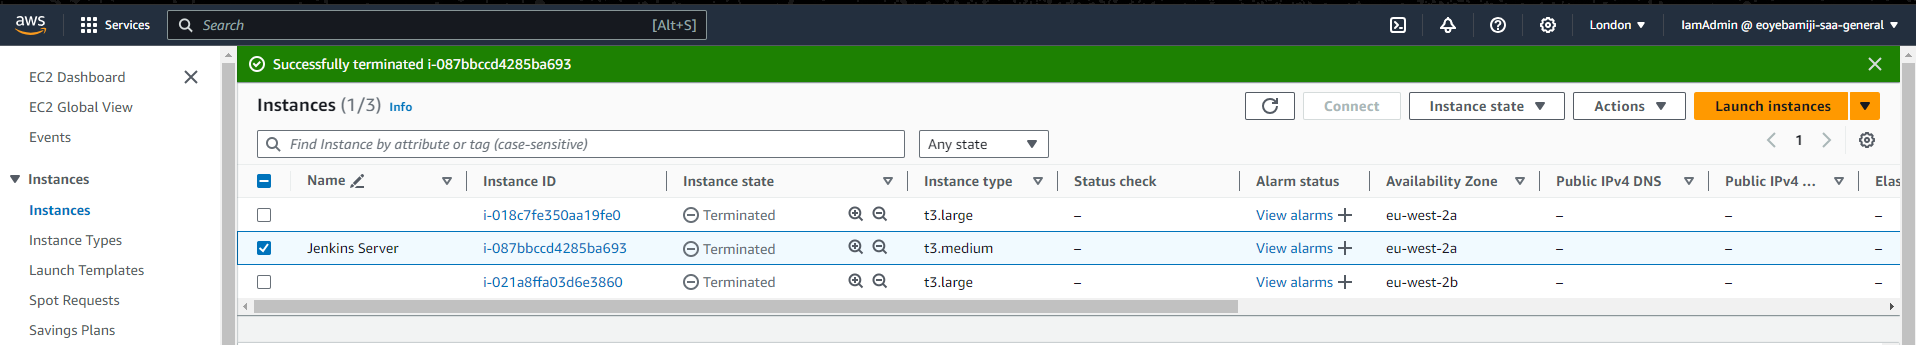 aws Services Search [Alt+S] London IamAdmin @ eoyebamiji-saa-general
EC2 Dashboard
EC2 Global View
Events
Instances
Instances
Instance Types
Launch Templates
Spot Requests
Savings Plans
Successfully terminated i-087bbccd4285ba693
Instances (1/3) Info Connect Instance state Actions Launch instances
Find Instance by attribute or tag (case-sensitive) Any state 1
Name Instance ID Instance state Instance type Status check Alarm status Availability Zone Public IPv4 DNS Public IPv4 ... Elas
i-018c7fe350aa19fe0 Terminated t3.large – View alarms + eu-west-2a – – –
Jenkins Server i-087bbccd4285ba693 Terminated t3.medium – View alarms + eu-west-2a – – –
i-021a8ffa03d6e3860 Terminated t3.large – View alarms + eu-west-2b – – –